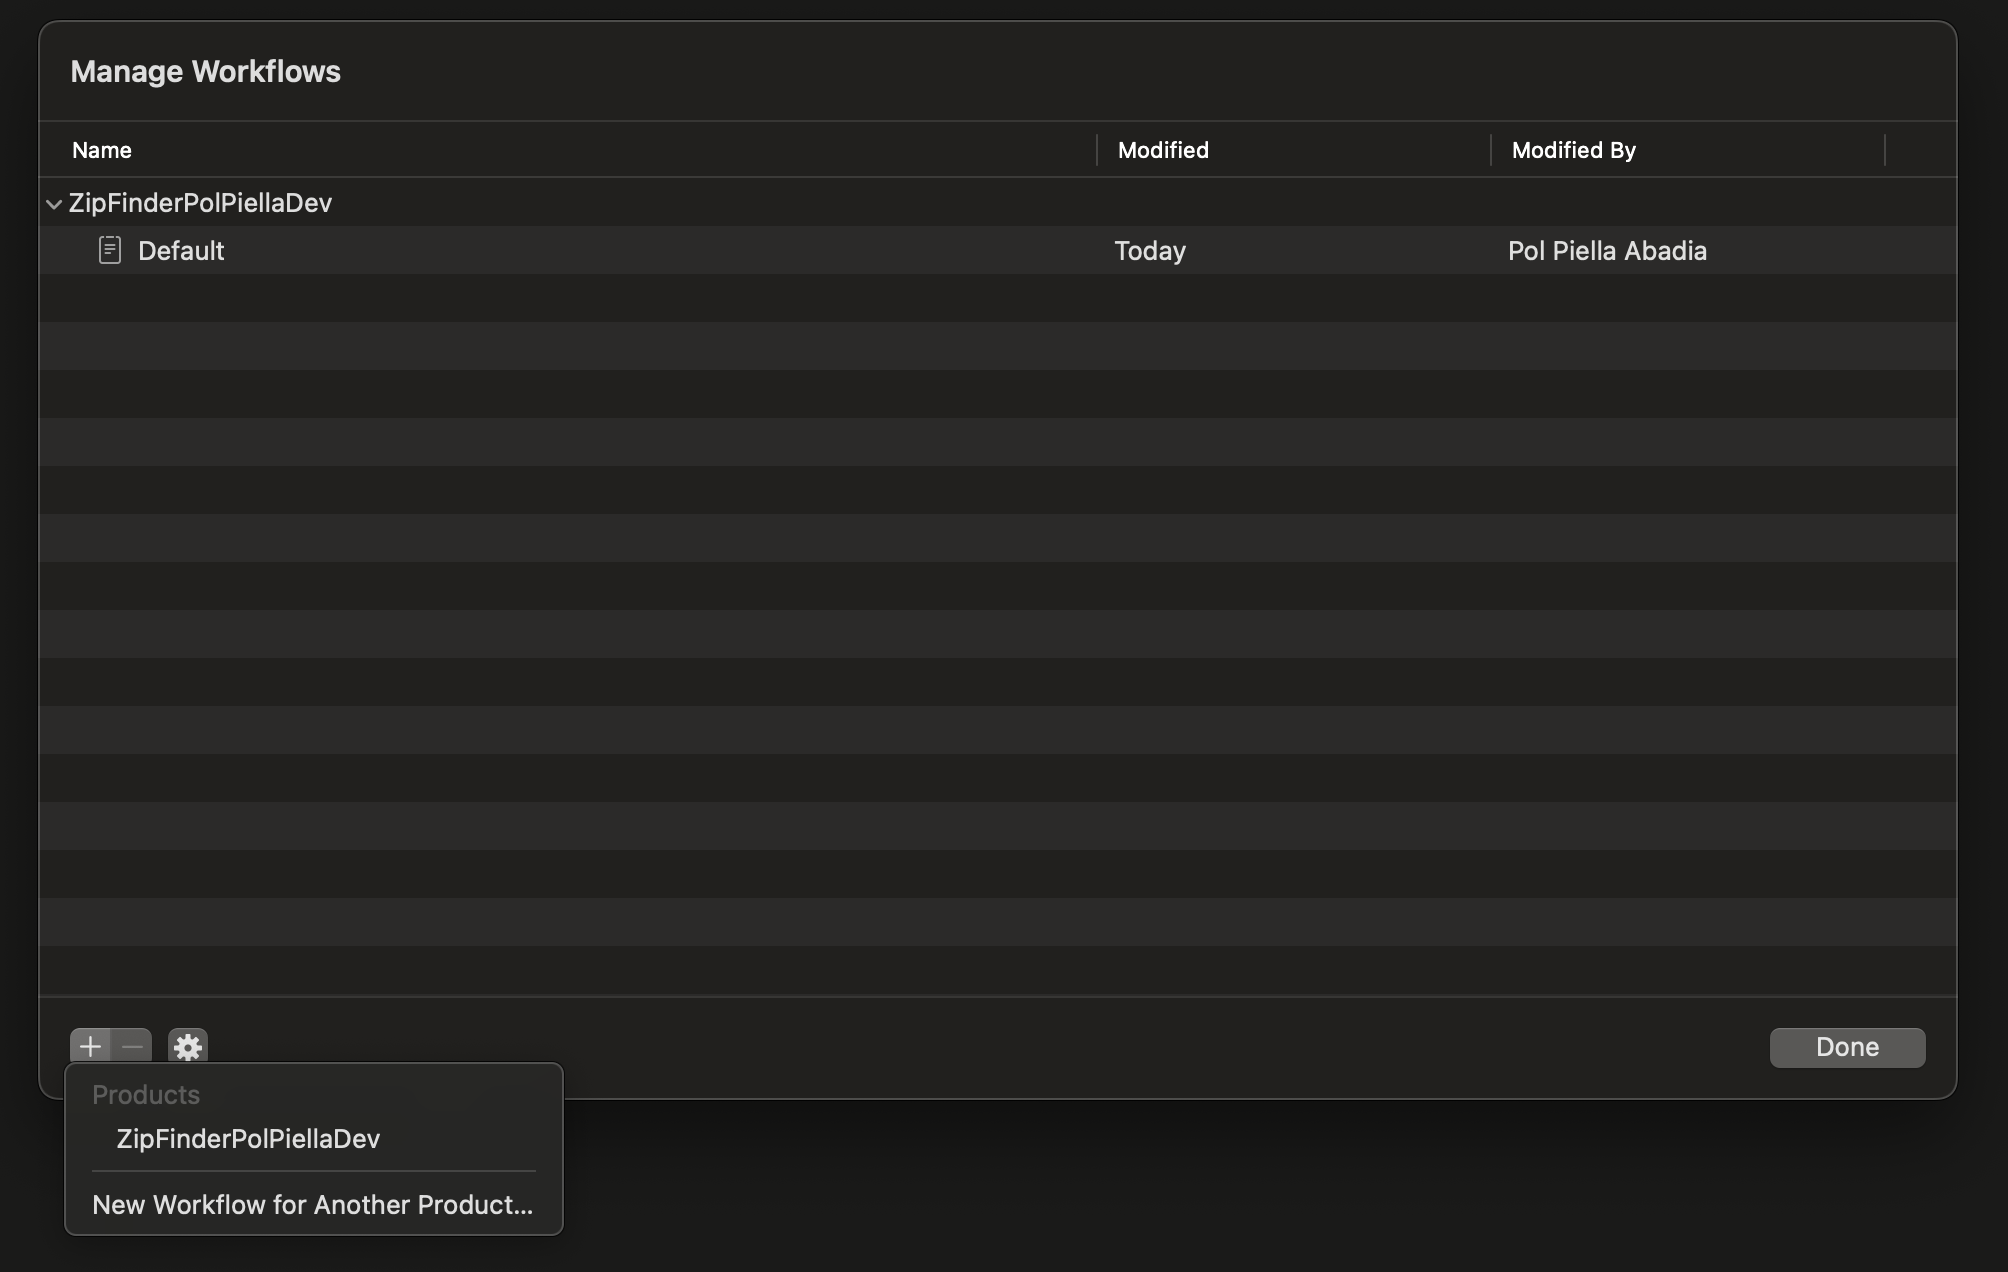 Manage Workflows
Name Modified Modified By
ZipFinderPolPiellaDev
Default Today Pol Piella Abadia
Done
Products
ZipFinderPolPiellaDev
New Workflow for Another Product...